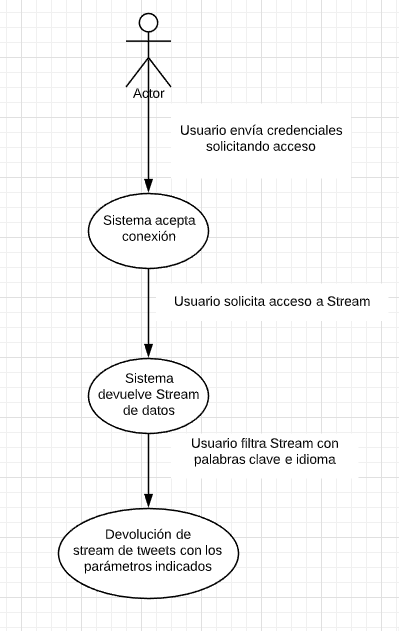 Actor
Usuario envía credenciales
solicitando acceso
Sistema acepta
conexión
Usuario solicita acceso a Stream
Sistema
devuelve Stream
de datos
Usuario filtra Stream con
palabras clave e idioma
Devolución de
stream de tweets con los
parámetros indicados